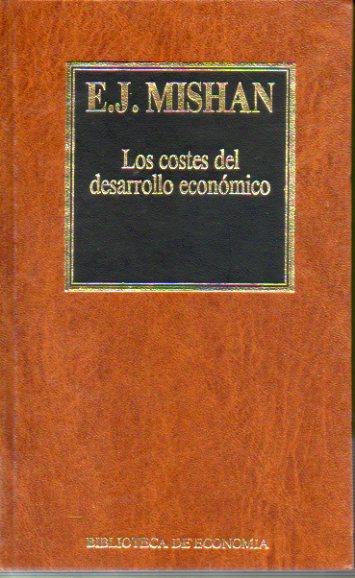 E.J. MISHAN
Los costes del
desarrollo económico
BIBLIOTECA DE ECONOMIA